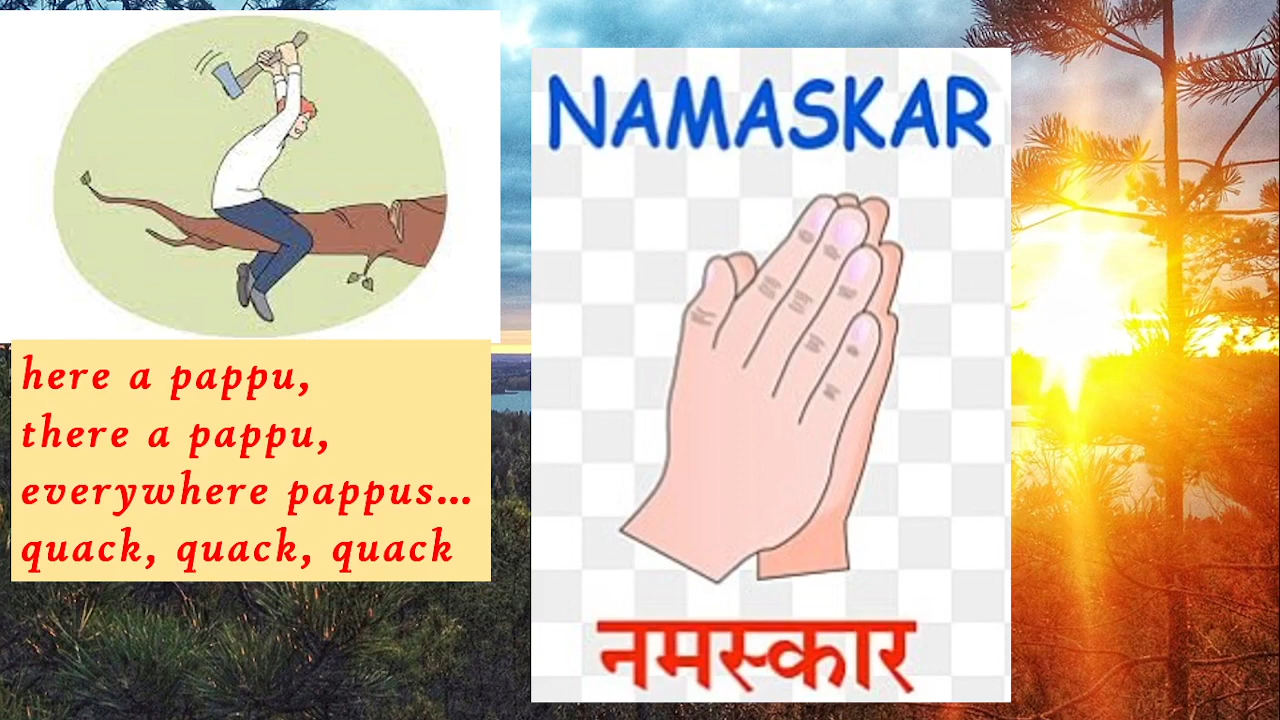 here a pappu,
there a pappu,
everywhere pappus...
quack, quack, quack
NAMASKAR
नमस्कार